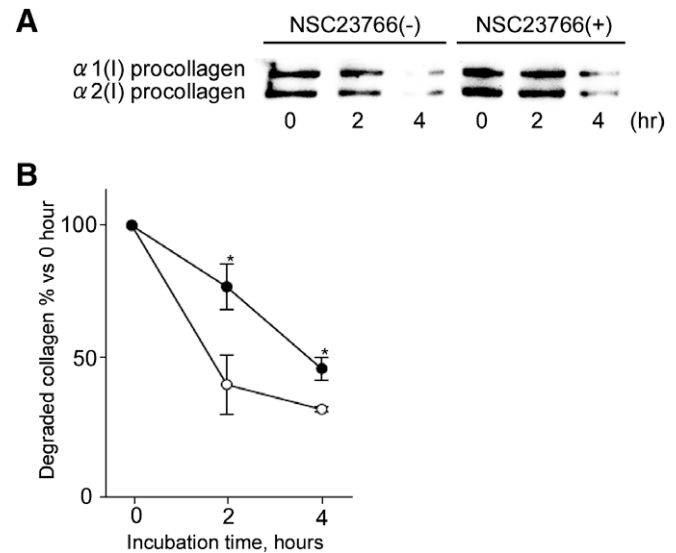 A
NSC23766(-) NSC23766(+)
α1(I) procollagen
α2(I) procollagen
0 2 4 0 2 4 (hr)
B
Degraded collagen % vs 0 hour
100
50
0
*
*
0 2 4
Incubation time, hours